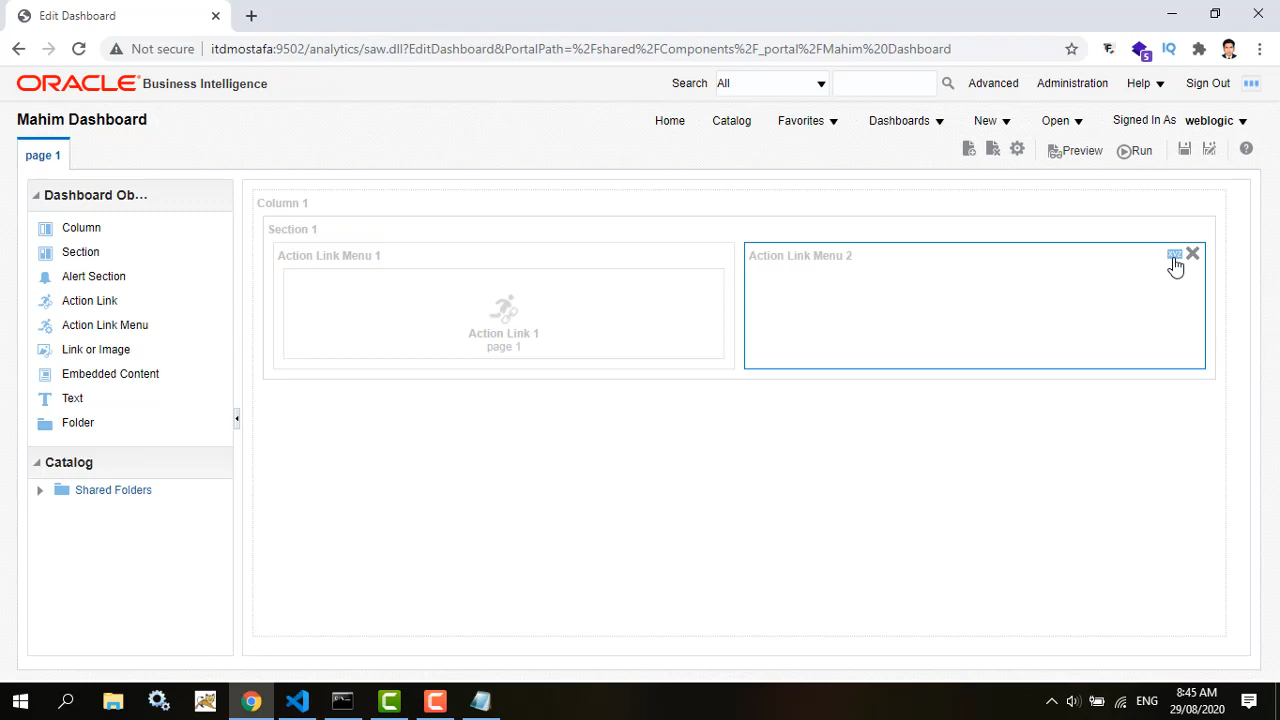 Edit Dashboard
Not secure
itdmostafa:9502/analytics/saw.dll?EditDashboard&PortalPath=%2Fshared%2FComponents%2F_portal%2FMahim%20Dashboard
ORACLE Business Intelligence
Search All Advanced Administration Help Sign Out
Mahim Dashboard
Home Catalog Favorites Dashboards New Open Signed In As weblogic
page 1
Preview Run
Dashboard Ob...
Column
Section
Alert Section
Action Link
Action Link Menu
Link or Image
Embedded Content
Text
Folder
Catalog
Shared Folders
Column 1
Section 1
Action Link Menu 1
Action Link 1
page 1
Action Link Menu 2
ENG
8:45 AM
29/08/2020